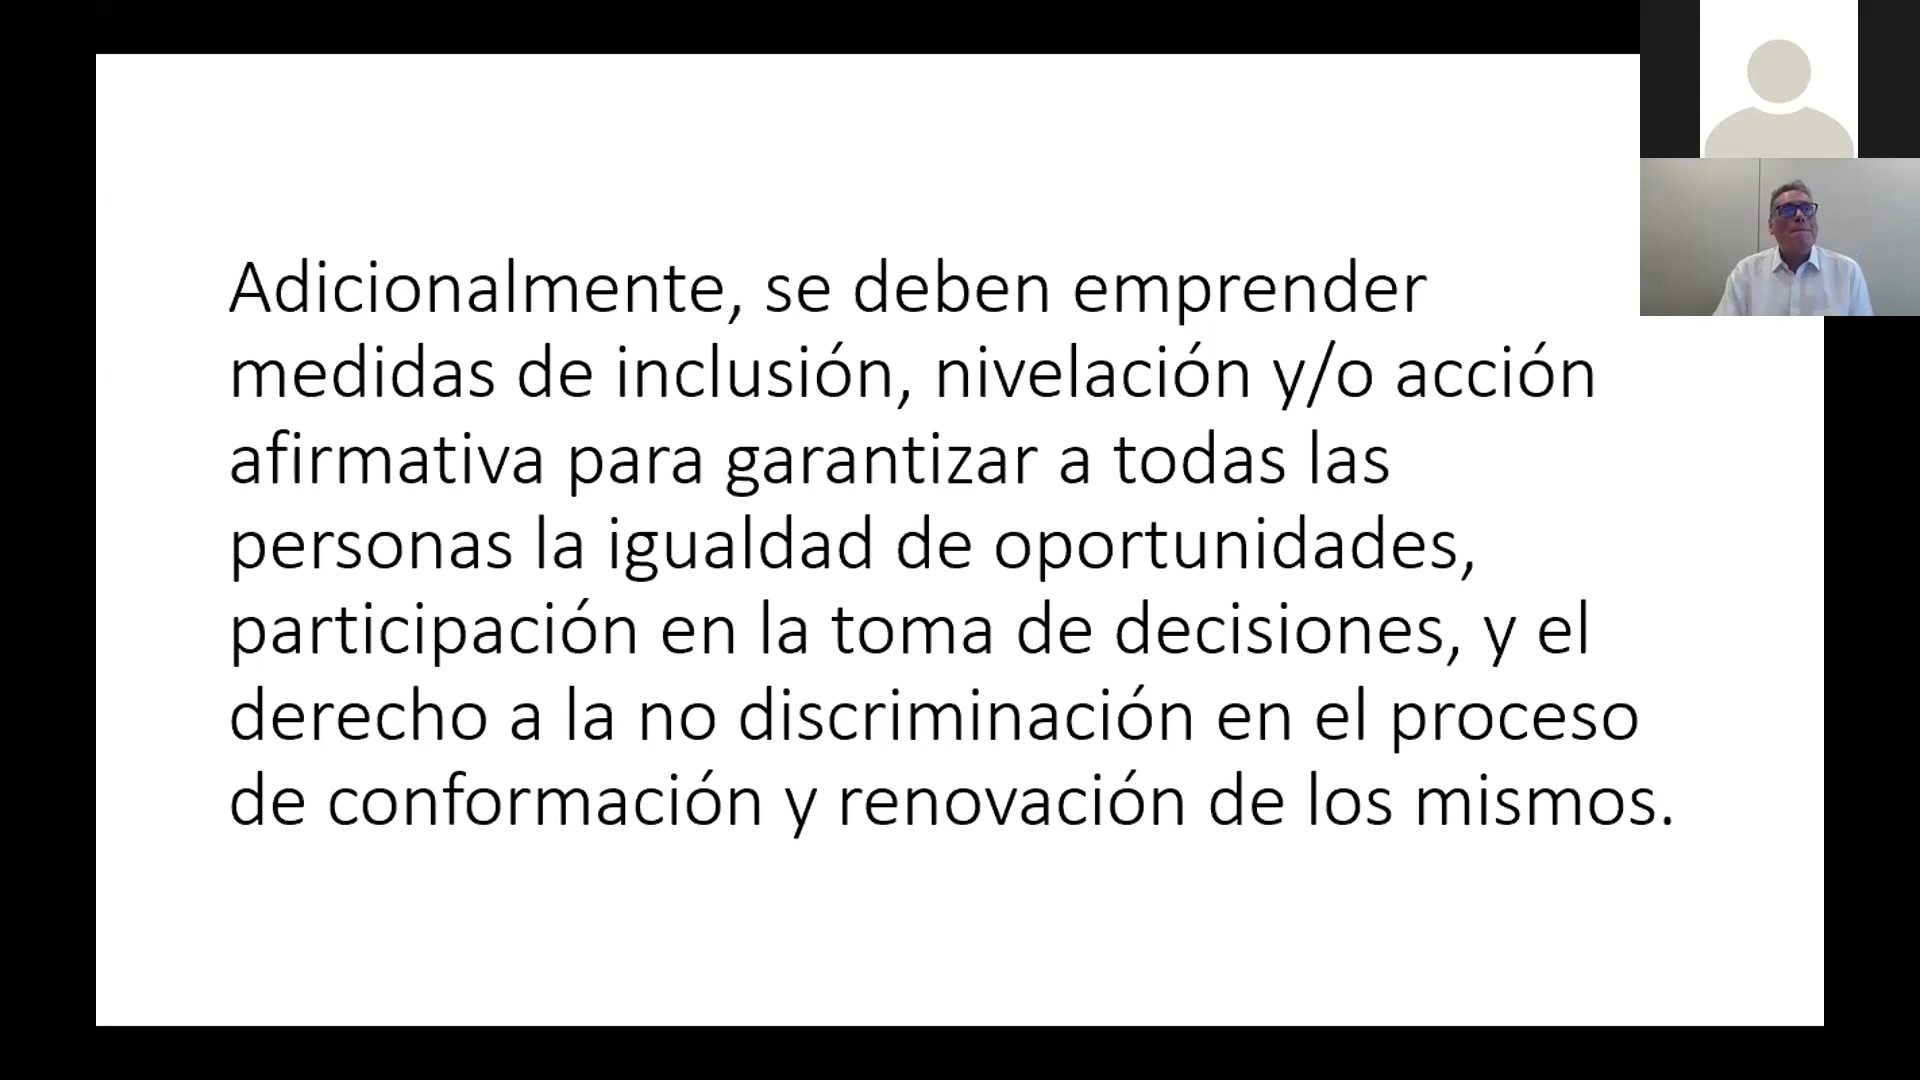 Adicionalmente, se deben emprender
medidas de inclusión, nivelación y/o acción
afirmativa para garantizar a todas las
personas la igualdad de oportunidades,
participación en la toma de decisiones, y el
derecho a la no discriminación en el proceso
de conformación y renovación de los mismos.